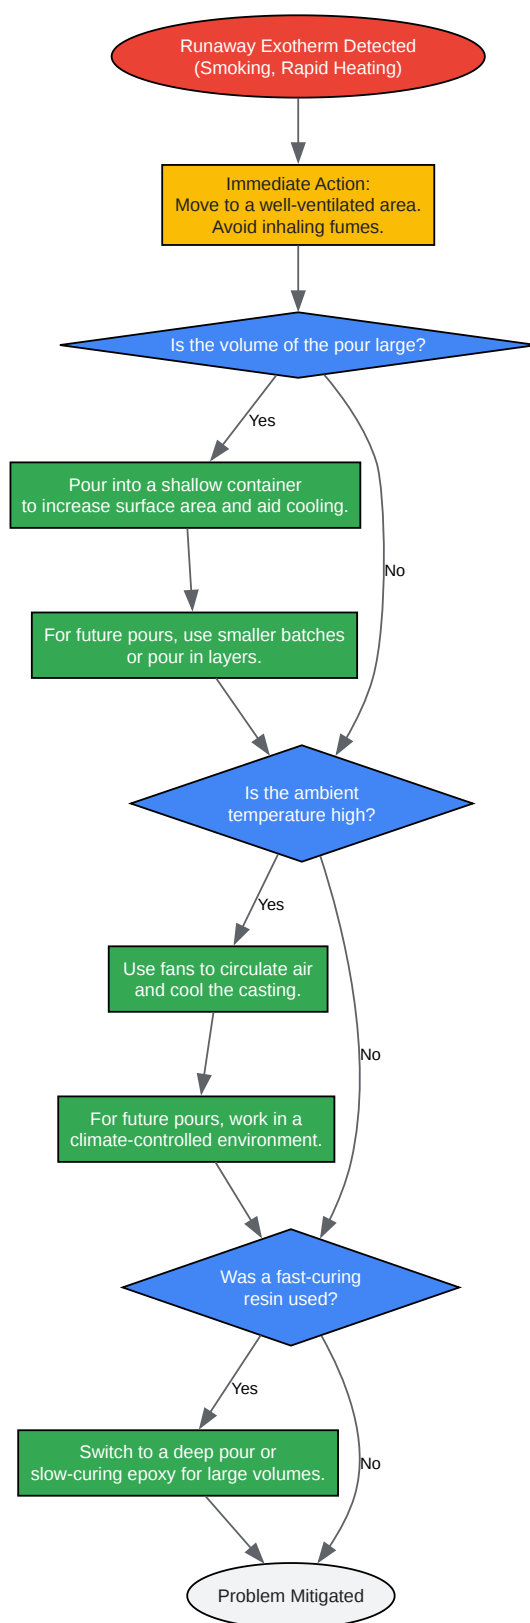 Runaway Exotherm Detected
(Smoking, Rapid Heating)
Immediate Action:
Move to a well-ventilated area.
Avoid inhaling fumes.
Is the volume of the pour large?
Yes
Pour into a shallow container
to increase surface area and aid cooling.
No
For future pours, use smaller batches
or pour in layers.
Is the ambient
temperature high?
Yes
Use fans to circulate air
and cool the casting.
No
For future pours, work in a
climate-controlled environment.
Was a fast-curing
resin used?
Yes
Switch to a deep pour or
slow-curing epoxy for large volumes.
No
Problem Mitigated